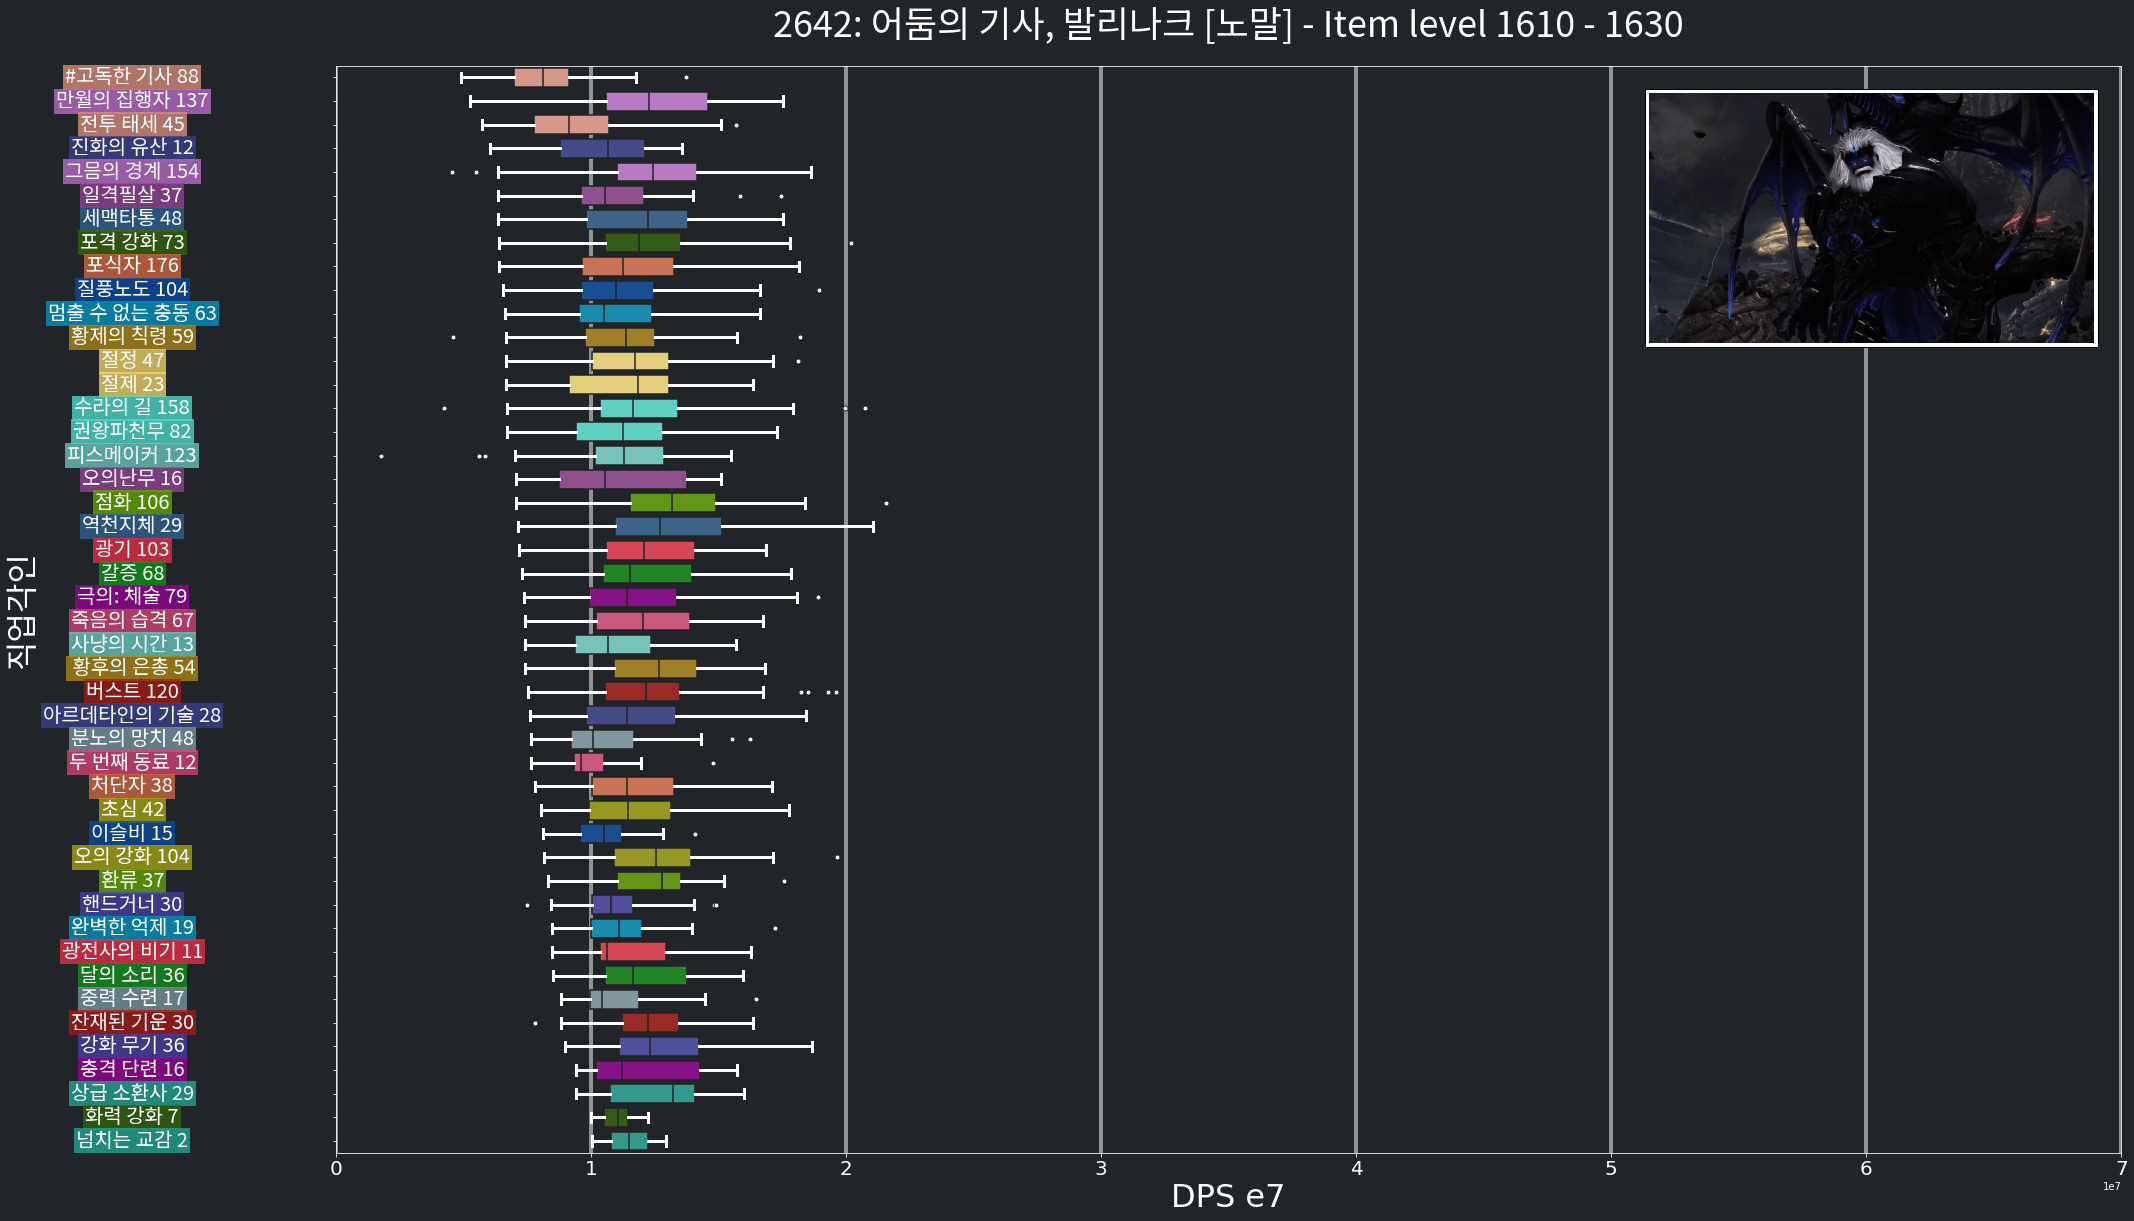 2642: 어둠의 기사, 발리나크 [노말] - Item level 1610 - 1630
#고독한 기사 88
만월의 집행자 137
전투 태세 45
진화의 유산 12
그믐의 경계 154
일격필살 37
세맥타통 48
포격 강화 73
포식자 176
질풍노도 104
멈출 수 없는 충동 63
황제의 칙령 59
절정 47
절제 23
수라의 길 158
권왕파천무 82
피스메이커 123
오의난무 16
점화 106
역천지체 29
광기 103
갈증 68
극의: 체술 79
죽음의 습격 67
사냥의 시간 13
황후의 은총 54
버스트 120
아르데타인의 기술 28
분노의 망치 48
두 번째 동료 12
처단자 38
초심 42
이슬비 15
오의 강화 104
환류 37
핸드거너 30
완벽한 억제 19
광전사의 비기 11
달의 소리 36
중력 수련 17
잔재된 기운 30
강화 무기 36
충격 단련 16
상급 소환사 29
화력 강화 7
넘치는 교감 2
직업각인
0 1 2 3 4 5 6 7
1e7
DPS e7